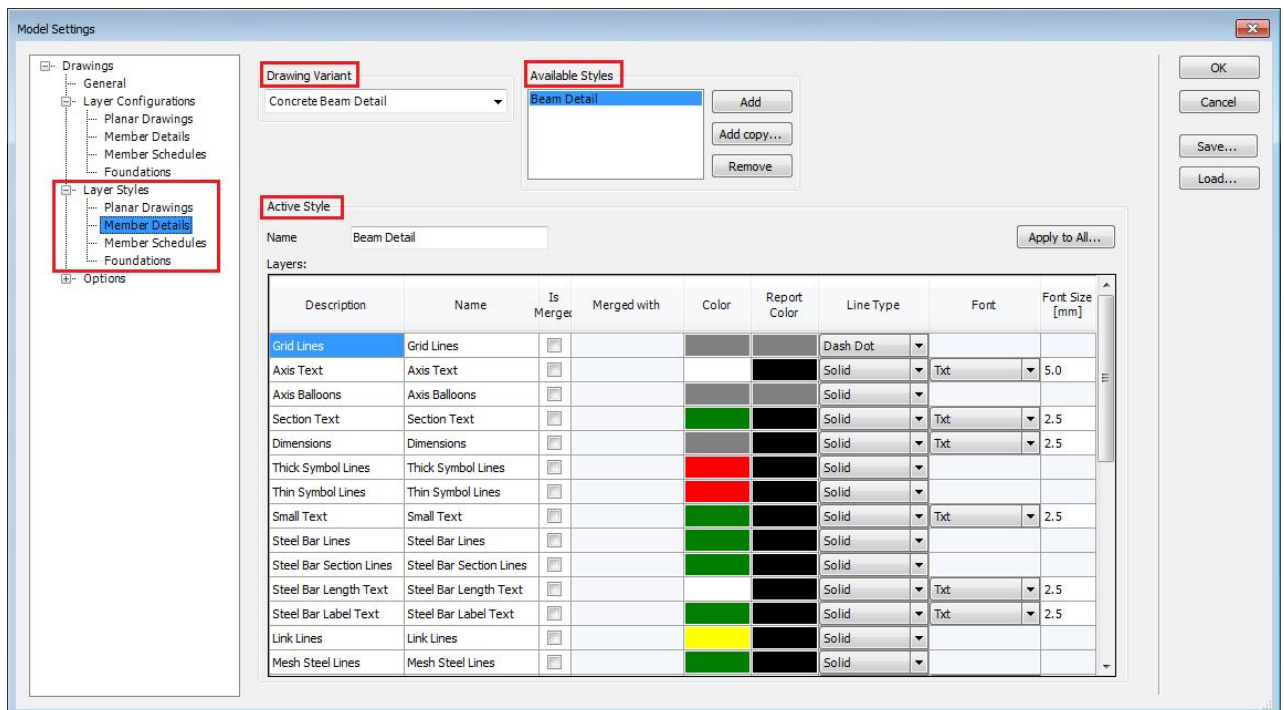 Model Settings
Drawings
General
Layer Configurations
Planar Drawings
Member Details
Member Schedules
Foundations
Layer Styles
Planar Drawings
Member Details
Member Schedules
Foundations
Options
Drawing Variant
Concrete Beam Detail
Available Styles
Beam Detail
Add
Add copy...
Remove
OK
Cancel
Save...
Load...
Active Style
Name Beam Detail Apply to All...
Layers:
Description Name Is Merged Merged with Color Report Color Line Type Font Font Size [mm]
Grid Lines Grid Lines Dash Dot
Axis Text Axis Text Solid Txt 5.0
Axis Balloons Axis Balloons Solid
Section Text Section Text Solid Txt 2.5
Dimensions Dimensions Solid Txt 2.5
Thick Symbol Lines Thick Symbol Lines Solid
Thin Symbol Lines Thin Symbol Lines Solid
Small Text Small Text Solid Txt 2.5
Steel Bar Lines Steel Bar Lines Solid
Steel Bar Section Lines Steel Bar Section Lines Solid
Steel Bar Length Text Steel Bar Length Text Solid Txt 2.5
Steel Bar Label Text Steel Bar Label Text Solid Txt 2.5
Link Lines Link Lines Solid
Mesh Steel Lines Mesh Steel Lines Solid